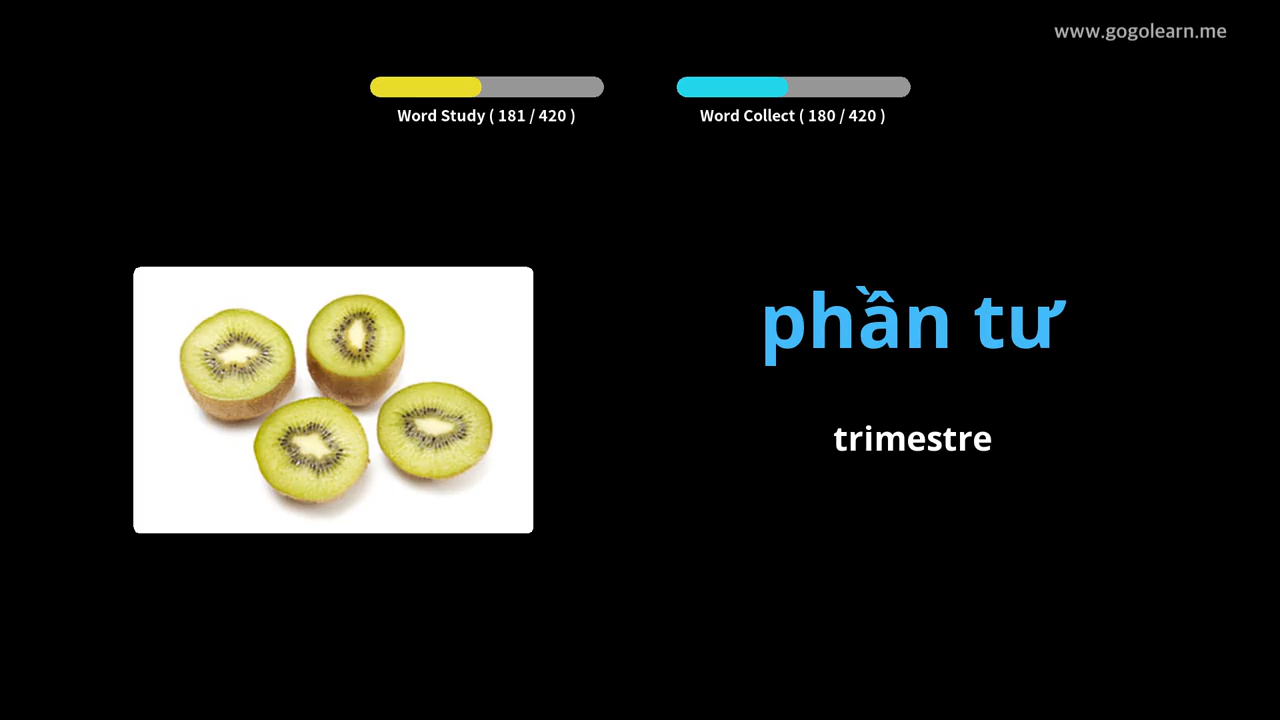 www.gogolearn.me
Word Study ( 181 / 420 )
Word Collect ( 180 / 420 )
phần tư
trimestre